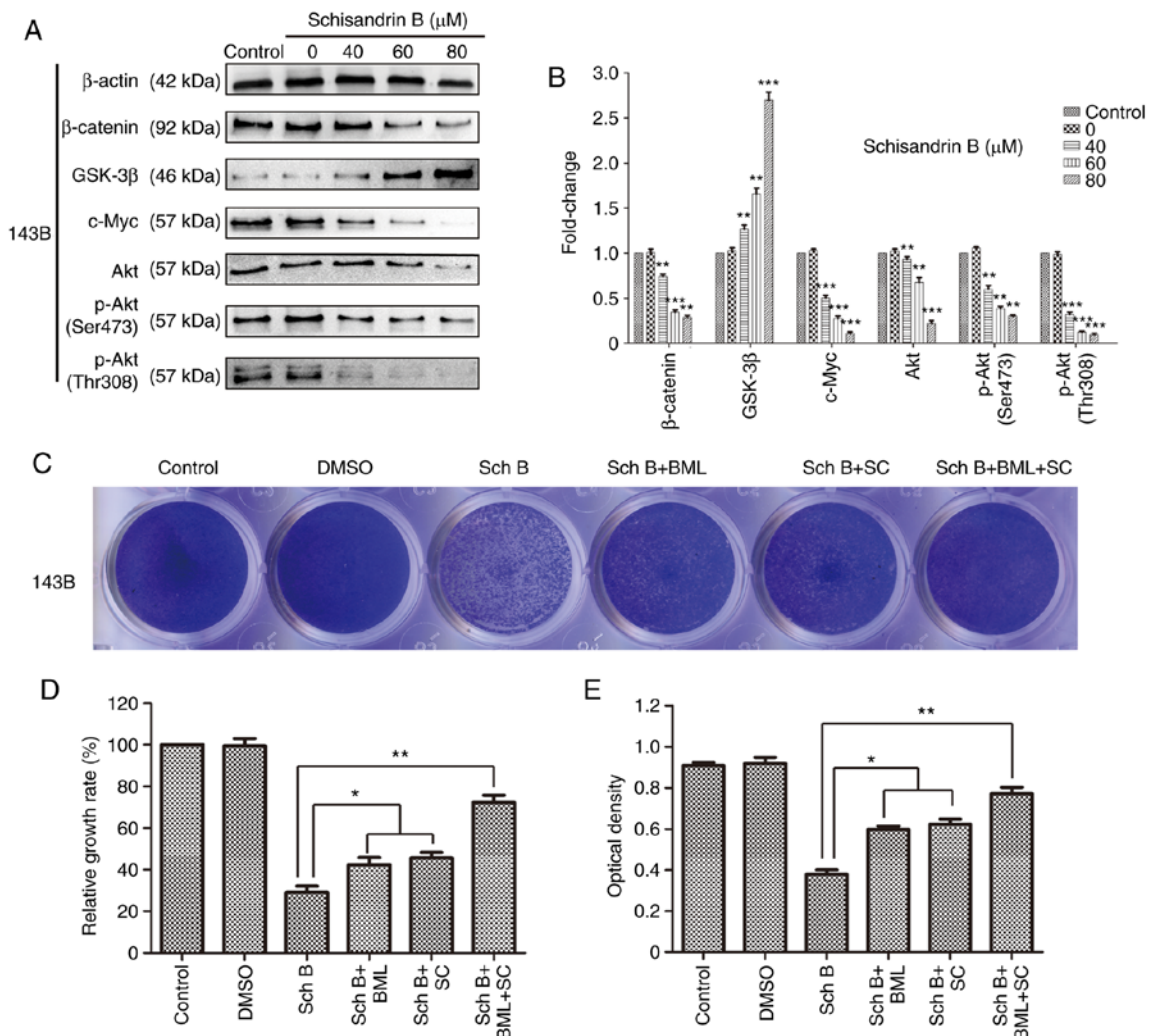 A
Schisandrin B (μM)
Control 0 40 60 80
β-actin (42 kDa)
β-catenin (92 kDa)
GSK-3β (46 kDa)
c-Myc (57 kDa)
143B
Akt (57 kDa)
p-Akt
(Ser473) (57 kDa)
p-Akt
(Thr308) (57 kDa)
B
3.0
2.5
2.0
1.5
1.0
0.5
0
Fold-change
** *** **
** ** ***
*** *** ***
** ** ***
** ** **
*** *** ***
Schisandrin B (μM)
Control
0
40
60
80
β-catenin
GSK-3β
c-Myc
Akt
p-Akt
(Ser473)
p-Akt
(Thr308)
C
Control DMSO Sch B Sch B+BML Sch B+SC Sch B+BML+SC
143B
D
Relative growth rate (%)
120
100
80
60
40
20
0
**
*
Control
DMSO
Sch B
Sch B+
BML
Sch B+
SC
Sch B+
BML+SC
E
Optical density
1.2
1.0
0.8
0.6
0.4
0.2
0
**
*
Control
DMSO
Sch B
Sch B+
BML
Sch B+
SC
Sch B+
BML+SC